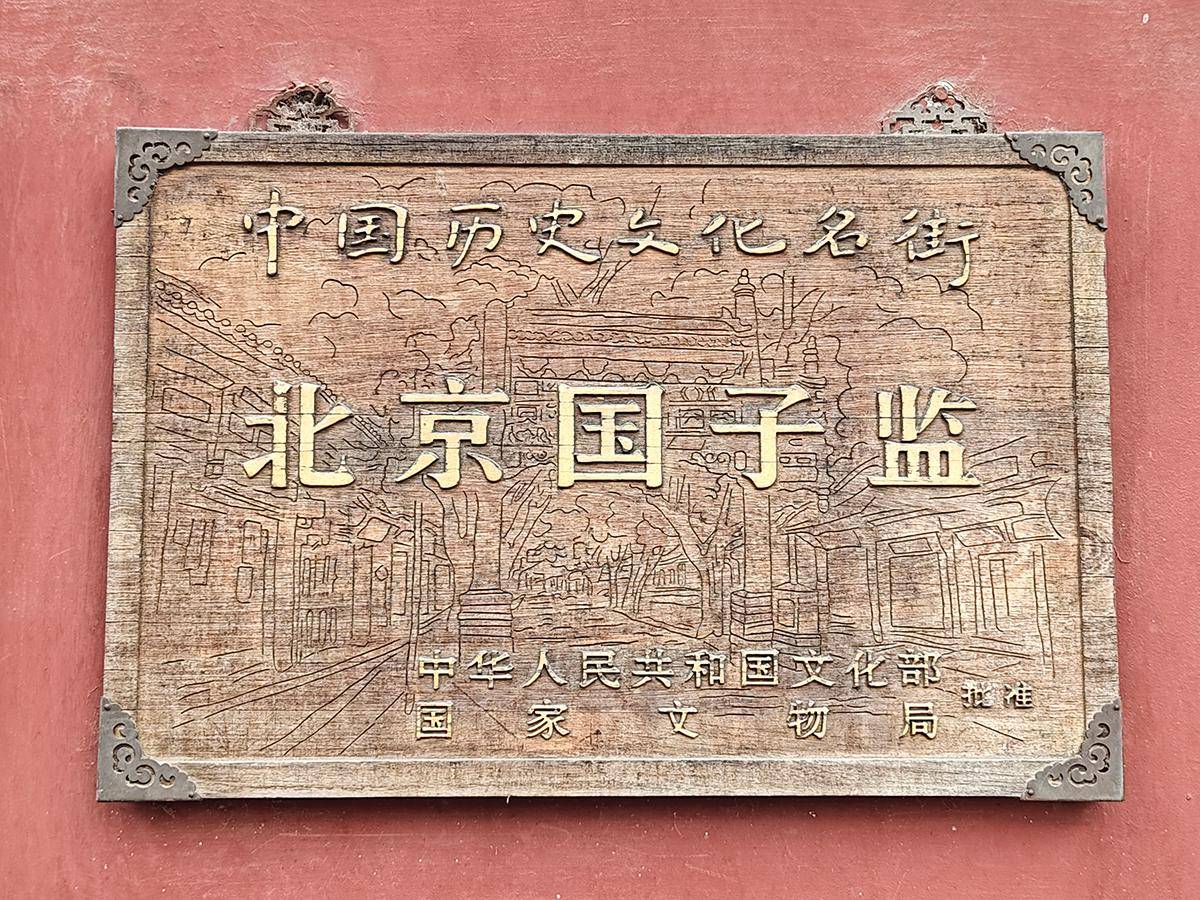 中国历史文化名街
北京国子监
中华人民共和国文化部
国家文物局
批准